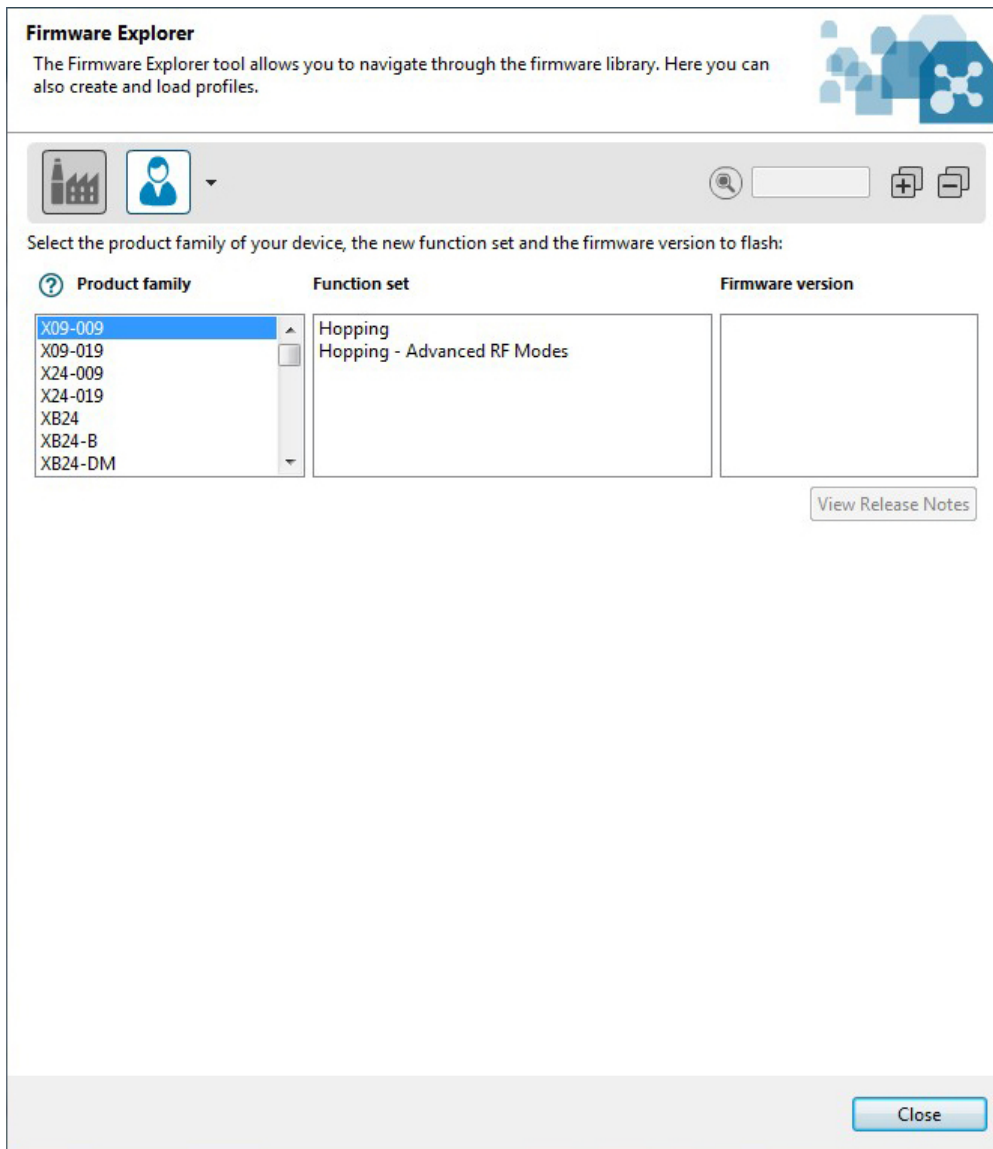 Firmware Explorer
The Firmware Explorer tool allows you to navigate through the firmware library. Here you can
also create and load profiles.
Select the product family of your device, the new function set and the firmware version to flash:
Product family
Function set
Firmware version
X09-009
X09-019
X24-009
X24-019
XB24
XB24-B
XB24-DM
Hopping
Hopping - Advanced RF Modes
View Release Notes
Close